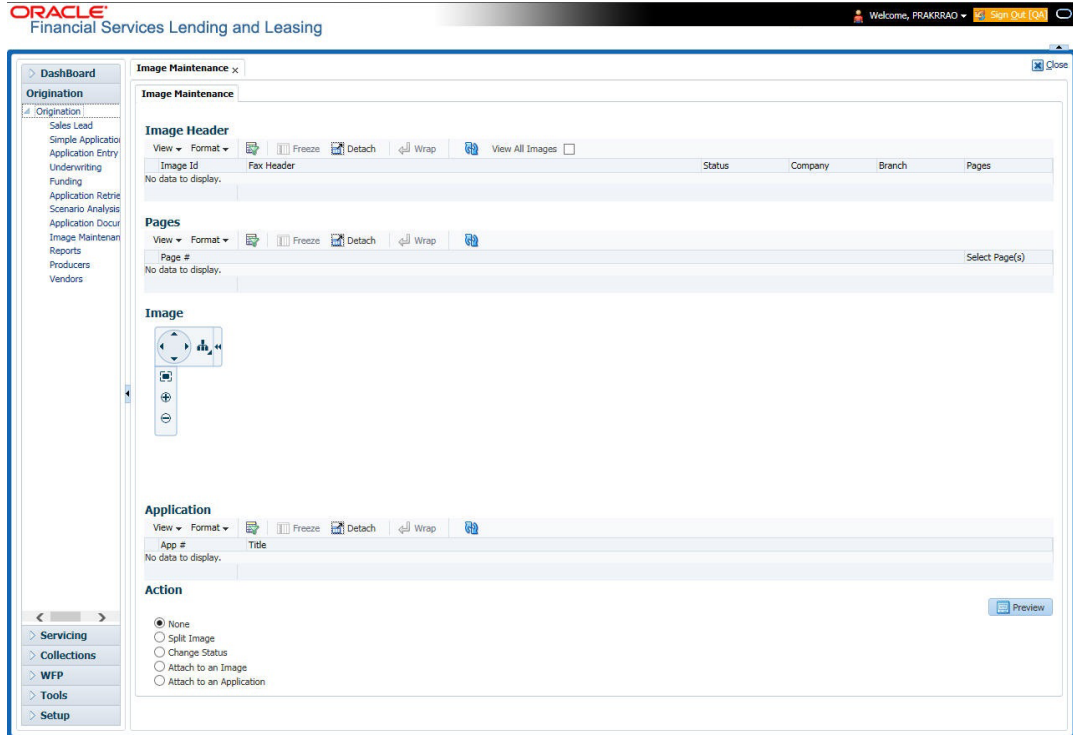 ORACLE
Financial Services Lending and Leasing
Welcome, PRAKRRAO
Sign Out [QA]
Close
DashBoard
Origination
Origination
Sales Lead
Simple Applicatio
Application Entry
Underwriting
Funding
Application Retrie
Scenario Analysis
Application Docur
Image Maintenan
Reports
Producers
Vendors
Servicing
Collections
WFP
Tools
Setup
Image Maintenance x
Image Maintenance
Image Header
View Format Freeze Detach Wrap View All Images
Image Id Fax Header Status Company Branch Pages
No data to display.
Pages
View Format Freeze Detach Wrap
Page # Select Page(s)
No data to display.
Image
Application
View Format Freeze Detach Wrap
App # Title
No data to display.
Action
Preview
None
Split Image
Change Status
Attach to an Image
Attach to an Application